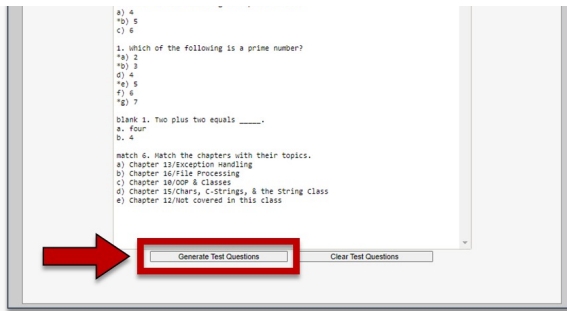 a) 4
*b) 5
c) 6
1. Which of the following is a prime number?
*a) 2
*b) 3
d) 4
*e) 5
f) 6
*g) 7
blank 1. Two plus two equals _____.
a. four
b. 4
match 6. Match the chapters with their topics.
a) Chapter 13/Exception Handling
b) Chapter 16/File Processing
c) Chapter 10/OOP & Classes
d) Chapter 15/Chars, C-Strings, & the String Class
e) Chapter 12/Not covered in this class
Generate Test Questions
Clear Test Questions